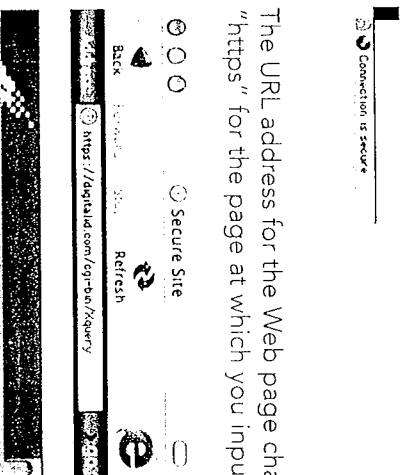 Connection is secure
The URL address for the Web page cha
"https" for the page at which you inpu
Secure Site
Back Refresh
https://digitalid.com/cgi-bin/Xquery